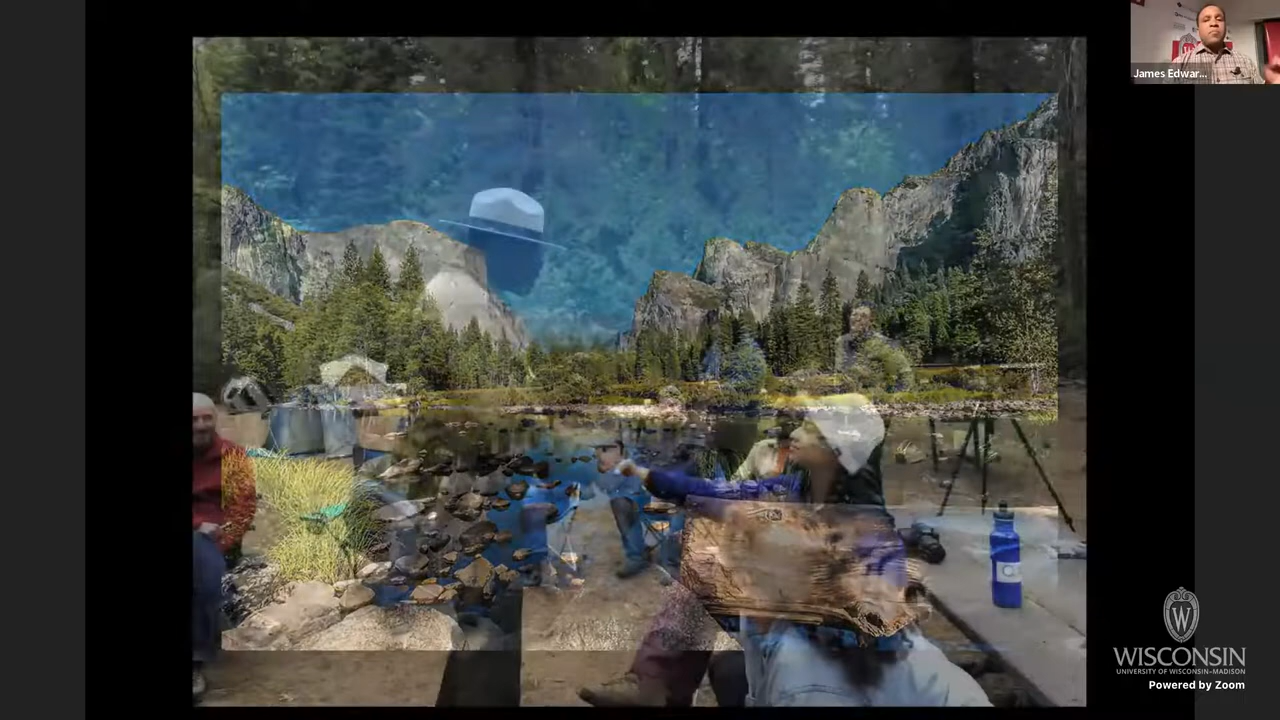 James Edwar...
WISCONSIN
UNIVERSITY OF WISCONSIN–MADISON
Powered by Zoom